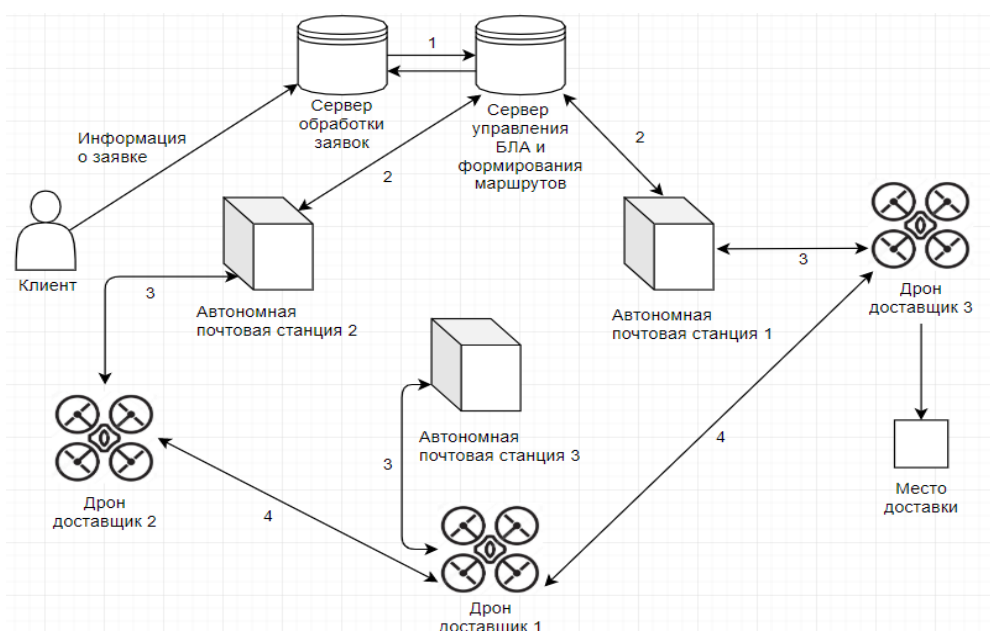 1
Сервер
обработки
заявок
Сервер
управления
БЛА и
формирования
маршрутов
Информация
о заявке
2
2
Клиент
3
Автономная
почтовая станция 2
Автономная
почтовая станция 1
3
Дрон
доставщик 3
Автономная
почтовая станция 3
3
4
Место
доставки
Дрон
доставщик 2
4
Дрон
доставщик 1